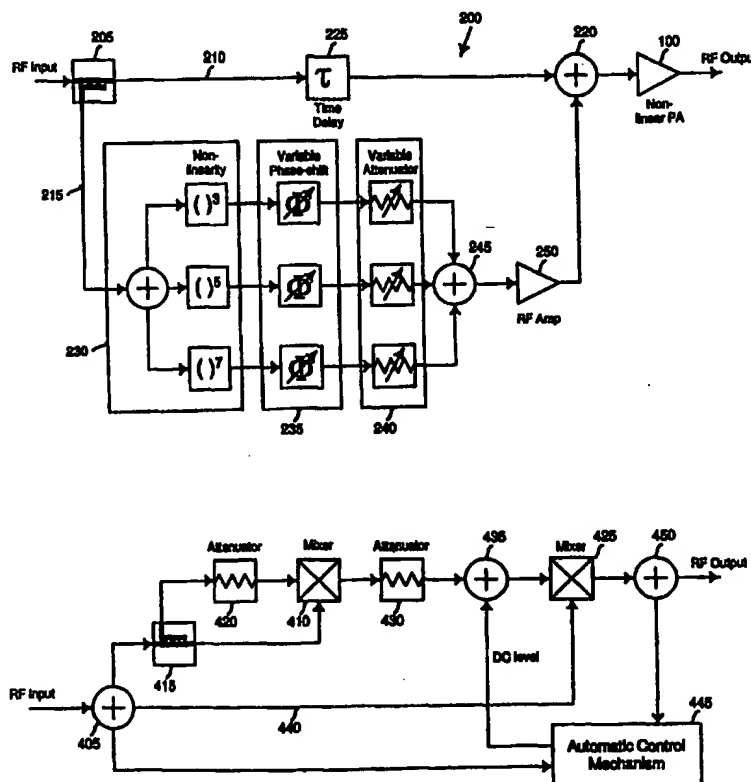 200
205
225
220
100
210
RF Input
τ
RF Output
Time
Delay
Non-
linear PA
Non-
linearity
Variable
Phase-shift
Variable
Attenuator
215
( )³
Φ
245
250
( )⁵
Φ
RF Amp
( )⁷
Φ
230
235
240
Attenuator
Mixer
Attenuator
435
Mixer
425
450
RF Output
420
410
430
415
DC level
RF Input
405
440
445
Automatic Control
Mechanism